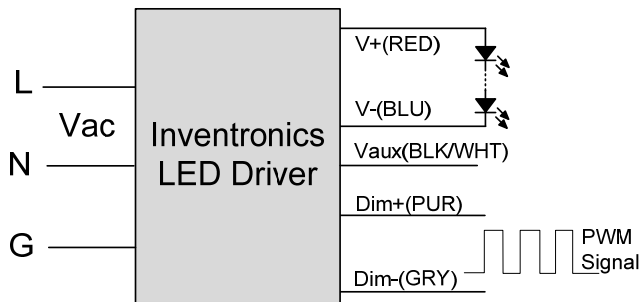 L
Vac
N
G
Inventronics
LED Driver
V+(RED)
V-(BLU)
Vaux(BLK/WHT)
Dim+(PUR)
Dim-(GRY)
PWM
Signal